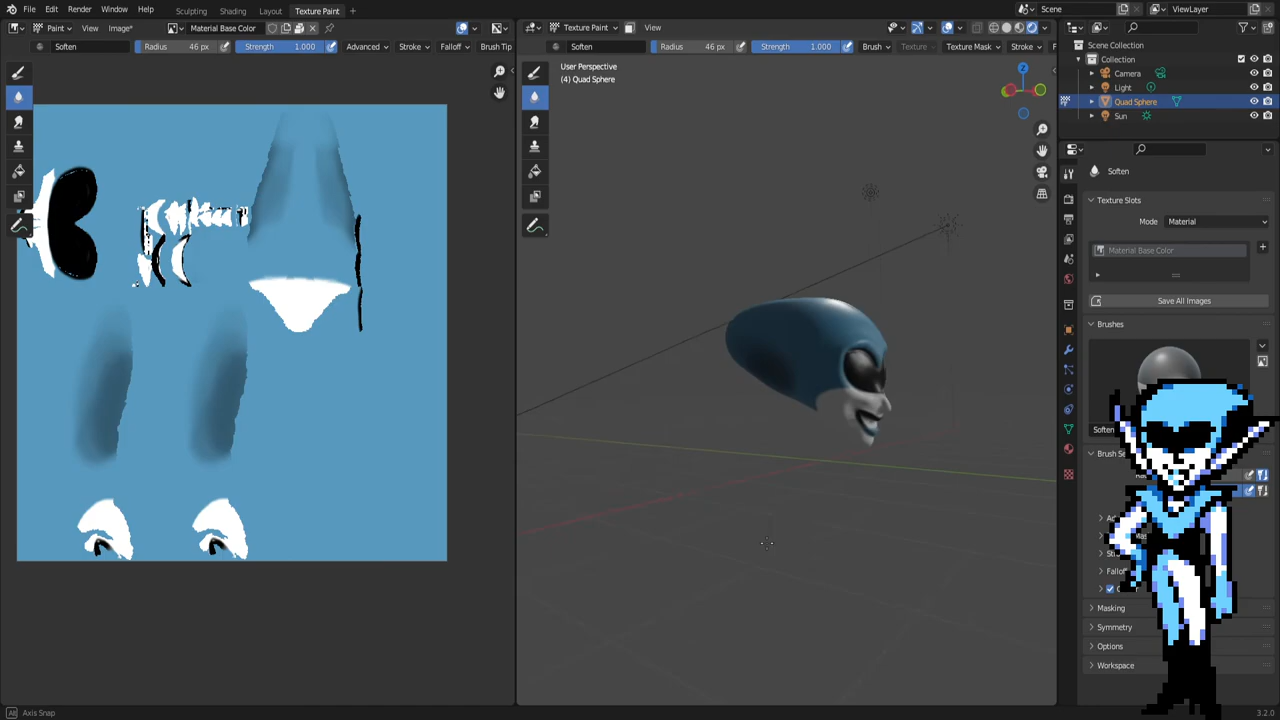 File Edit Render Window Help Sculpting Shading Layout Texture Paint + Scene ViewLayer
Paint View Image* Material Base Color Texture Paint View
Soften Radius 46 px Strength 1.000 Advanced Stroke Falloff Brush Tip Soften Radius 46 px Strength 1.000 Brush Texture Texture Mask Stroke
Scene Collection
Collection
Camera
Light
Quad Sphere
Sun
User Perspective
(4) Quad Sphere
Z
Soften
Texture Slots
Mode Material
Material Base Color
Save All Images
Brushes
Soften
Brush Se
Falloff
Masking
Symmetry
Options
Workspace
Axis Snap 3.2.0